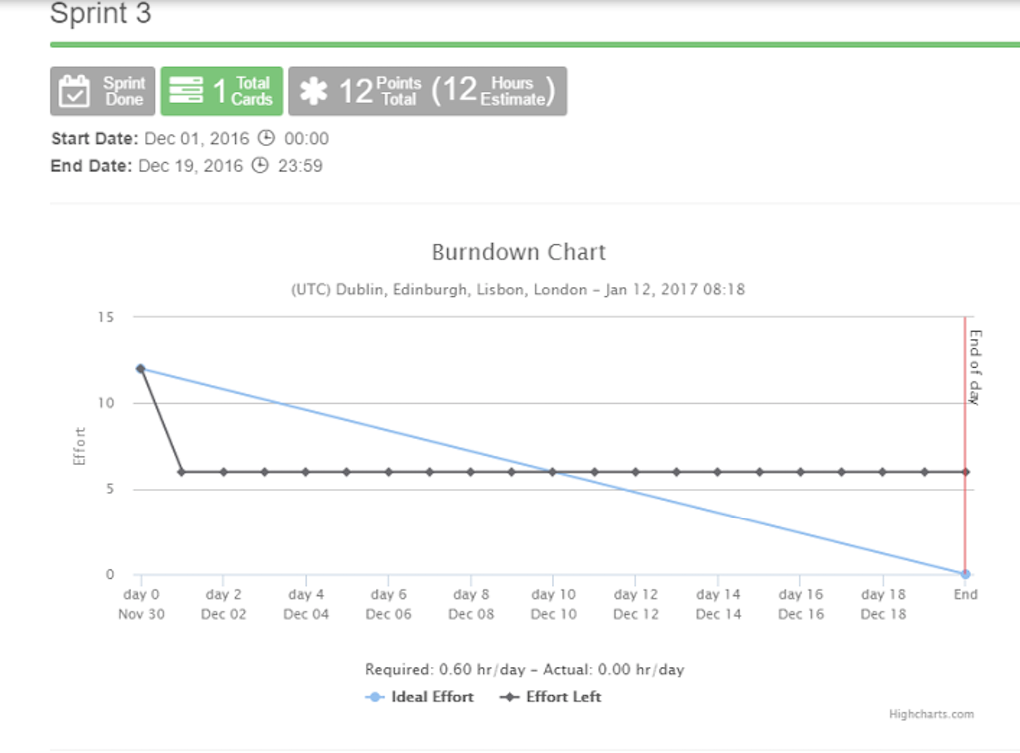 Sprint 3
Sprint Done
1 Total Cards
12 Points Total (12 Hours Estimate)
Start Date: Dec 01, 2016 00:00
End Date: Dec 19, 2016 23:59
Burndown Chart
(UTC) Dublin, Edinburgh, Lisbon, London – Jan 12, 2017 08:18
15
10
5
0
Effort
End of day
day 0 day 2 day 4 day 6 day 8 day 10 day 12 day 14 day 16 day 18 End
Nov 30 Dec 02 Dec 04 Dec 06 Dec 08 Dec 10 Dec 12 Dec 14 Dec 16 Dec 18
Required: 0.60 hr/day – Actual: 0.00 hr/day
Ideal Effort Effort Left
Highcharts.com